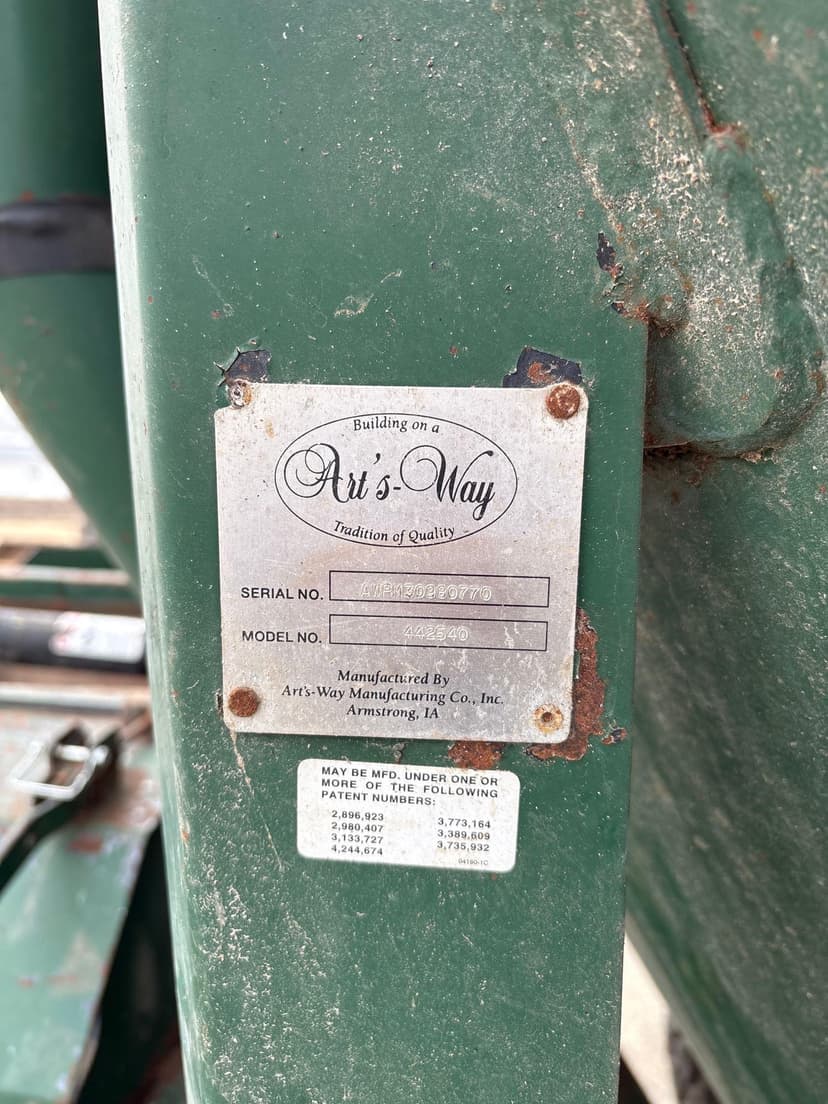 Building on a
Art's-Way
Tradition of Quality
SERIAL NO.
MODEL NO. 442540
Manufactured By
Art's-Way Manufacturing Co., Inc.
Armstrong, IA
MAY BE MFD. UNDER ONE OR
MORE OF THE FOLLOWING
PATENT NUMBERS:
2,896,923 3,773,164
2,980,407 3,389,609
3,133,727 3,735,932
4,244,674